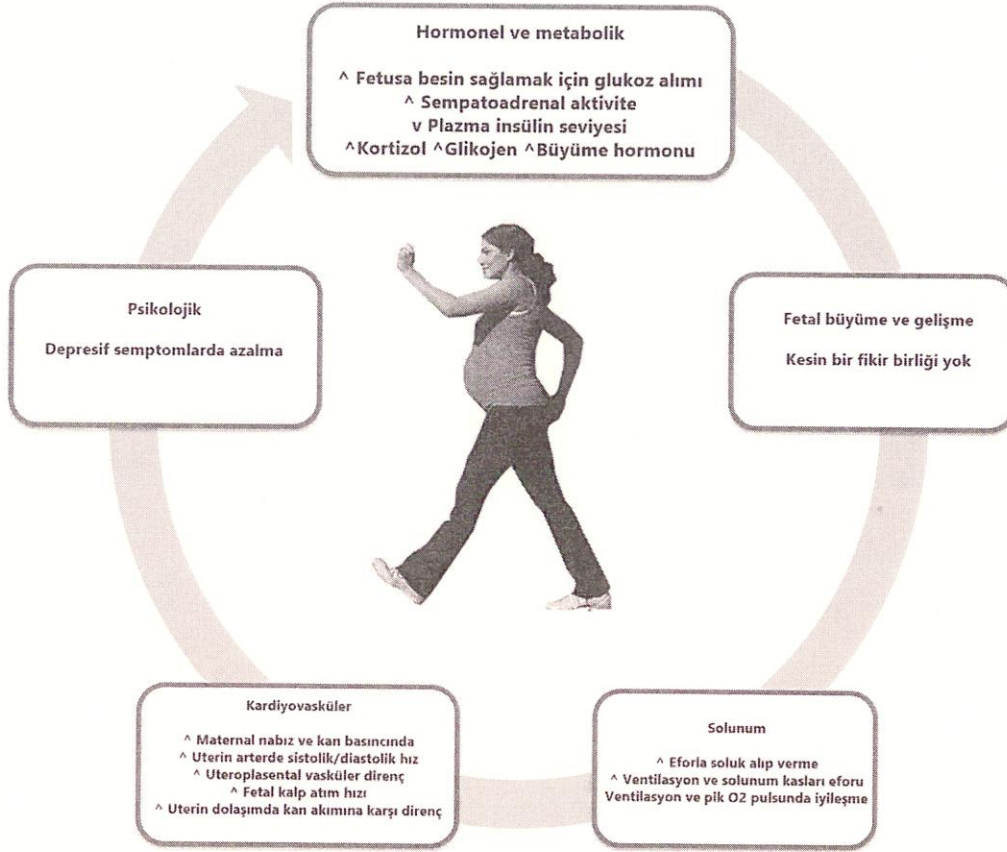 Hormonel ve metabolik
^ Fetusa besin sağlamak için glukoz alımı
^ Sempatoadrenal aktivite
v Plazma insülin seviyesi
^Kortizol ^Glikojen ^Büyüme hormonu
Psikolojik
Depresif semptomlarda azalma
Fetal büyüme ve gelişme
Kesin bir fikir birliği yok
Kardiyovasküler
^ Maternal nabız ve kan basıncında
^ Uterin arterde sistolik/diastolik hız
^ Uteroplasental vasküler direnç
^ Fetal kalp atım hızı
^ Uterin dolaşımda kan akımına karşı direnç
Solunum
^ Eforla soluk alıp verme
^ Ventilasyon ve solunum kasları eforu
Ventilasyon ve pik O2 pulsunda iyileşme